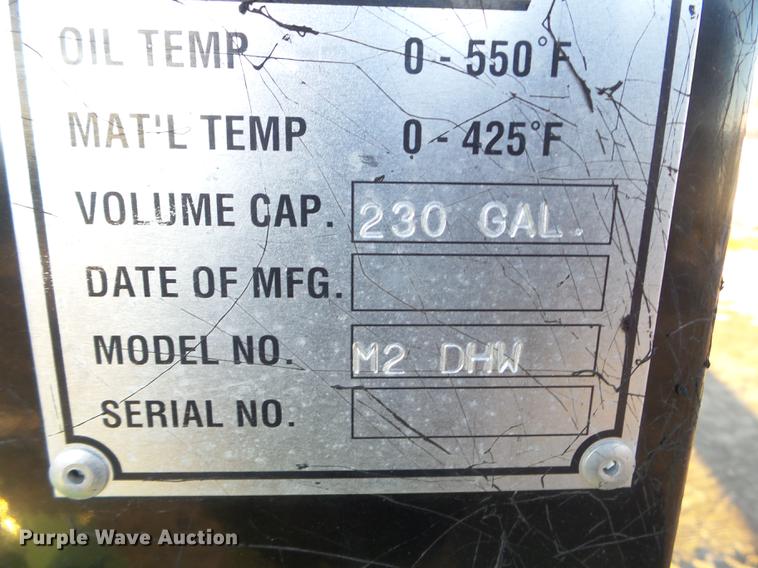 OIL TEMP 0 - 550°F
MAT'L TEMP 0 - 425°F
VOLUME CAP. 230 GAL.
DATE OF MFG.
MODEL NO. M2 DHW
SERIAL NO.
Purple Wave Auction